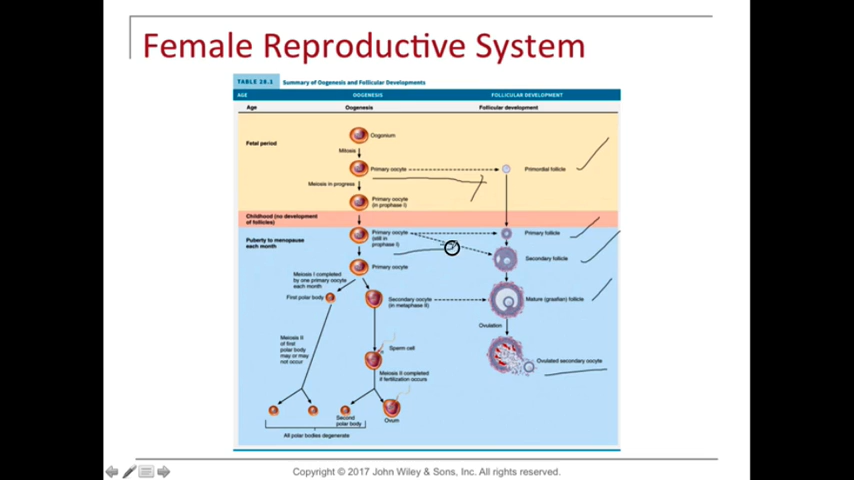 Female Reproductive System
TABLE 28.1 Summary of Oogenesis and Follicular Developments
AGE OOGENESIS FOLLICULAR DEVELOPMENT
Age Oogenesis Follicular development
Fetal period
Oogonium
Mitosis
Primary oocyte
Primordial follicle
Meiosis in progress
Primary oocyte
(in prophase I)
Childhood (no development
of follicles)
Puberty to menopause
each month
Primary oocyte
(still in
prophase I)
Primary follicle
Secondary follicle
Primary oocyte
Meiosis I completed
by one primary oocyte
each month
First polar body
Secondary oocyte
(in metaphase II)
Mature (graafian) follicle
Ovulation
Meiosis II
of first
polar body
may or may
not occur
Sperm cell
Ovulated secondary oocyte
Meiosis II completed
if fertilization occurs
Second
polar body
Ovum
All polar bodies degenerate
Copyright © 2017 John Wiley & Sons, Inc. All rights reserved.